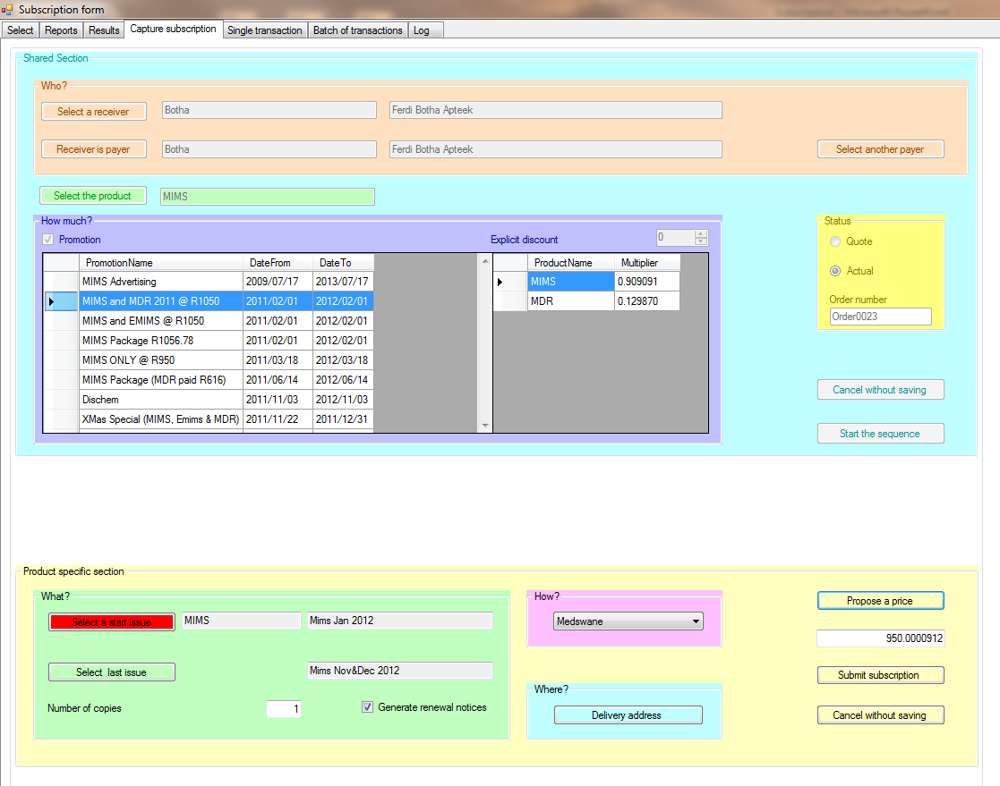 Subscription form
Select Reports Results Capture subscription Single transaction Batch of transactions Log
Shared Section
Who?
Select a receiver Botha Ferdi Botha Apteek
Receiver is payer Botha Ferdi Botha Apteek Select another payer
Select the product MIMS
How much?
Promotion Explicit discount 0
PromotionName DateFrom DateTo
MIMS Advertising 2009/07/17 2013/07/17
MIMS and MDR 2011 @ R1050 2011/02/01 2012/02/01
MIMS and EMIMS @ R1050 2011/02/01 2012/02/01
MIMS Package R1056.78 2011/02/01 2012/02/01
MIMS ONLY @ R950 2011/03/18 2012/03/18
MIMS Package (MDR paid R616) 2011/06/14 2012/06/14
Dischem 2011/11/03 2012/11/03
XMas Special (MIMS, Emims & MDR) 2011/11/22 2011/12/31
ProductName Multiplier
MIMS 0.909091
MDR 0.129870
Status
Quote
Actual
Order number
Order0023
Cancel without saving
Start the sequence
Product specific section
What?
Select a start issue MIMS Mims Jan 2012
Select last issue Mims Nov&Dec 2012
Number of copies 1 Generate renewal notices
How?
Medswane
Where?
Delivery address
Propose a price
950.0000912
Submit subscription
Cancel without saving